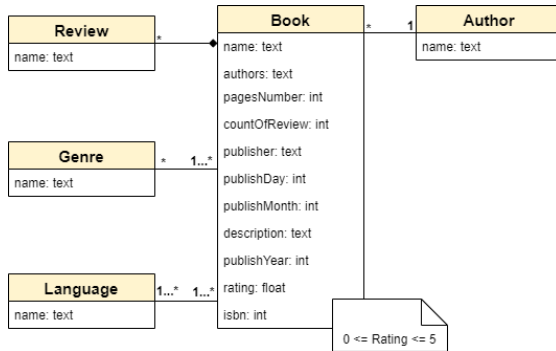 Review
name: text
*
Genre
name: text
*
1...*
Language
name: text
1...*
1...*
Book
name: text
authors: text
pagesNumber: int
countOfReview: int
publisher: text
publishDay: int
publishMonth: int
description: text
publishYear: int
rating: float
isbn: int
0 <= Rating <= 5
*
1
Author
name: text